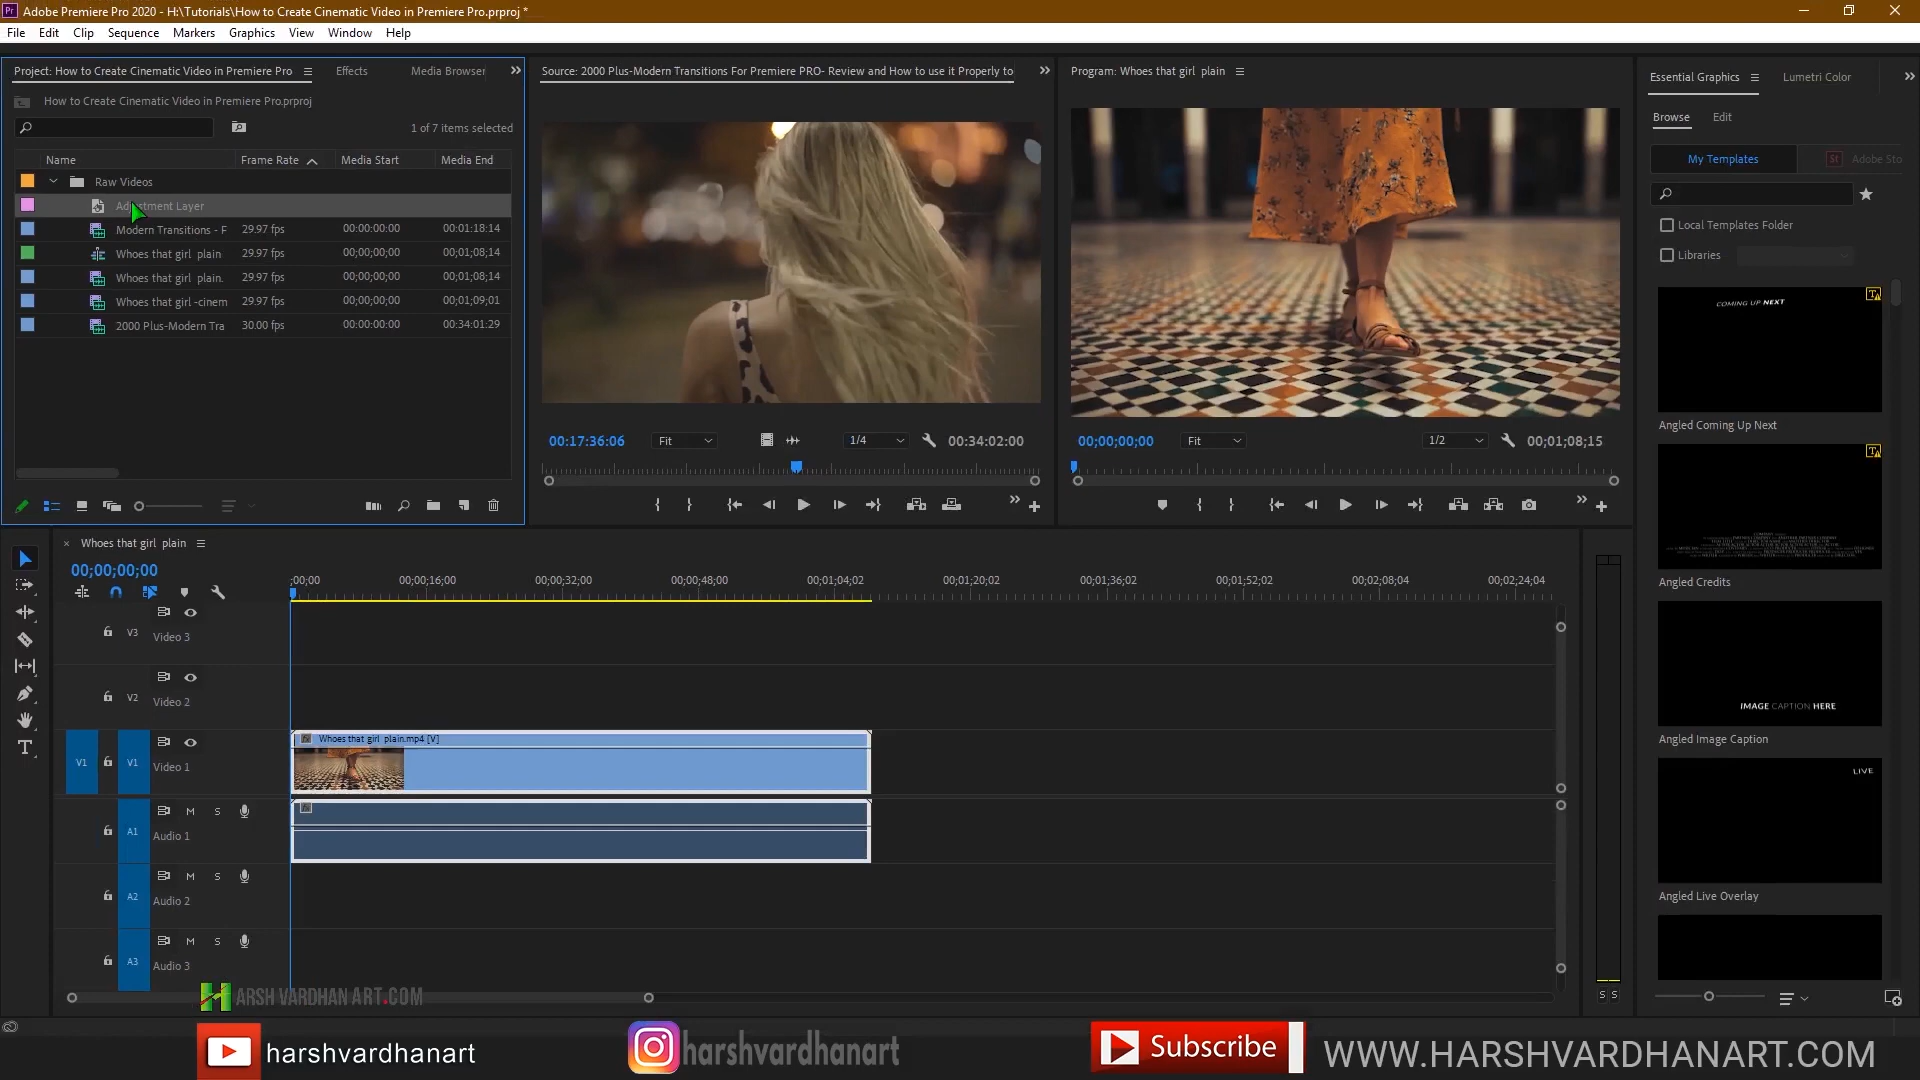 Pr Adobe Premiere Pro 2020 - H:\Tutorials\How to Create Cinematic Video in Premiere Pro.prproj *
File Edit Clip Sequence Markers Graphics View Window Help
Project: How to Create Cinematic Video in Premiere Pro Effects Media Browser
How to Create Cinematic Video in Premiere Pro.prproj
1 of 7 items selected
Name Frame Rate Media Start Media End
Raw Videos
Adjustment Layer
Modern Transitions - F 29.97 fps 00:00:00:00 00:01:18:14
Whoes that girl plain 29.97 fps 00;00;00;00 00;01;08;14
Whoes that girl plain. 29.97 fps 00;00;00;00 00;01;08;14
Whoes that girl -cinem 29.97 fps 00;00;00;00 00;01;09;01
2000 Plus-Modern Tra 30.00 fps 00:00:00:00 00:34:01:29
Source: 2000 Plus-Modern Transitions For Premiere PRO- Review and How to use it Properly to
00:17:36:06 Fit 1/4 00:34:02:00
Program: Whoes that girl plain
00;00;00;00 Fit 1/2 00;01;08;15
Essential Graphics Lumetri Color
Browse Edit
My Templates St Adobe Sto
Local Templates Folder
Libraries
COMING UP NEXT
Angled Coming Up Next
Angled Credits
IMAGE CAPTION HERE
Angled Image Caption
LIVE
Angled Live Overlay
× Whoes that girl plain
00;00;00;00
;00;00 00;00;16;00 00;00;32;00 00;00;48;00 00;01;04;02 00;01;20;02 00;01;36;02 00;01;52;02 00;02;08;04 00;02;24;04
V3 Video 3
V2 Video 2
Whoes that girl plain.mp4 [V]
V1 V1 Video 1
M S
A1 Audio 1
M S
A2 Audio 2
M S
A3 Audio 3
S S
HARSH VARDHAN ART.COM
harshvardhanart
harshvardhanart
Subscribe
WWW.HARSHVARDHANART.COM